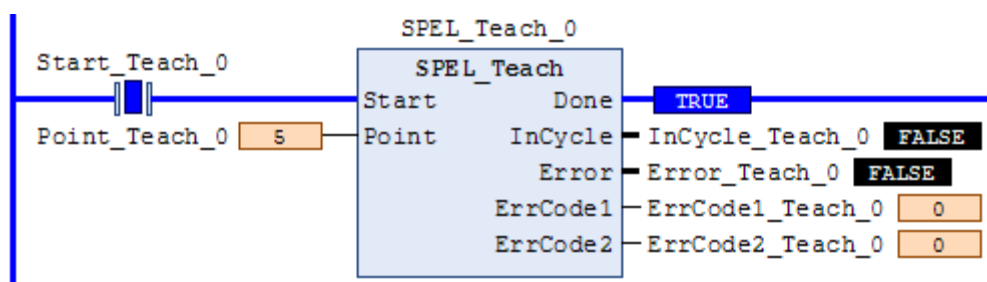 SPEL_Teach_0
Start_Teach_0
SPEL_Teach
Start Done TRUE
Point_Teach_0 5 Point InCycle InCycle_Teach_0 FALSE
Error Error_Teach_0 FALSE
ErrCode1 ErrCode1_Teach_0 0
ErrCode2 ErrCode2_Teach_0 0